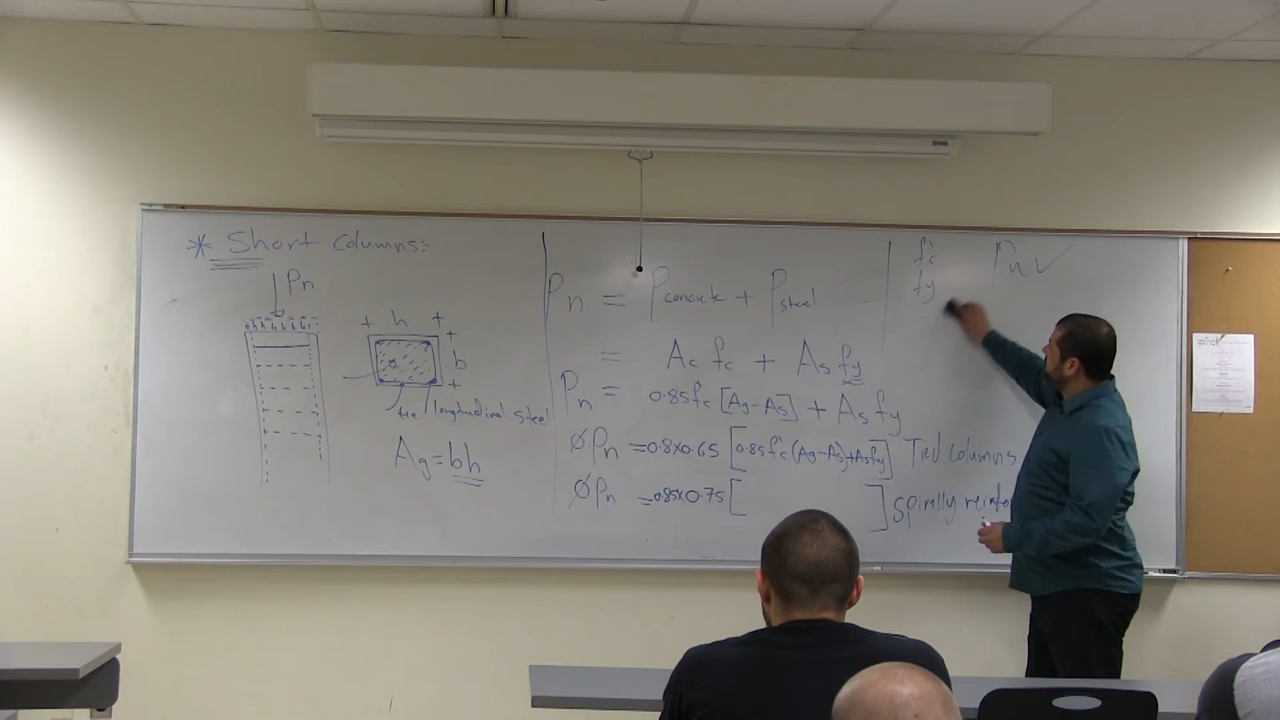 * Short Columns:
Pn
+ h +
+
b
+
tie longitudinal steel
Ag = bh
Pn = Pconcrete + Psteel
= Ac fc + As fy
Pn = 0.85fc [Ag-As] + As fy
ØPn = 0.8x0.65 [0.85f'c (Ag-As)+Asfy] Tied Columns
ØPn = 0.85x0.75 [ ] Spirally reinfo
f'c
fy
Pn ✓